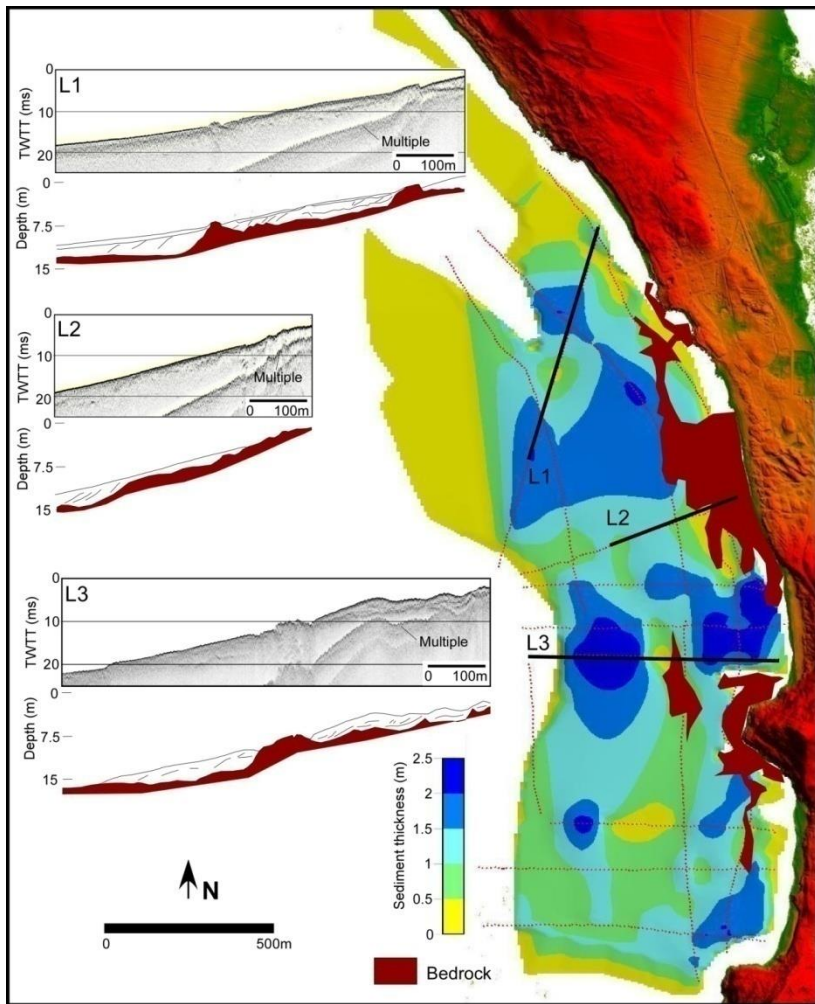 L1
TWTT (ms)
0
10
20
Multiple
0 100m
Depth (m)
0
7.5
15
L2
TWTT (ms)
0
10
20
Multiple
0 100m
Depth (m)
0
7.5
15
L3
TWTT (ms)
0
10
20
Multiple
0 100m
Depth (m)
7.5
15
L1
L2
L3
Sediment thickness (m)
2.5
2
1.5
1
0.5
0
N
0 500m
Bedrock